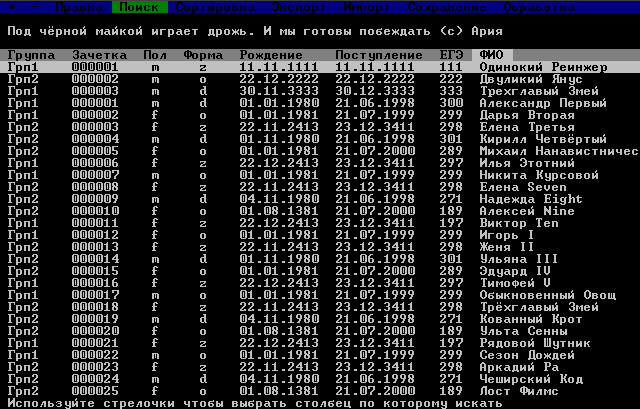 + - Правка Поиск Сортировка Экспорт Импорт Сохранение Обработка
Под чёрной майкой играет дрожь. И мы готовы побеждать (с) Ария
Группа Зачетка Пол Форма Рождение Поступление ЕГЭ ФИО
Грп1 000001 m z 11.11.1111 11.11.1111 111 Одинокий Реинжер
Грп2 000002 m o 22.12.2222 22.12.2222 222 Двуликий Янус
Грп2 000003 m d 30.11.3333 30.12.3333 333 Трехглавый Змей
Грп1 000001 m d 01.01.1980 21.06.1998 300 Александр Первый
Грп2 000002 f o 01.01.1981 21.07.1999 299 Дарья Вторая
Грп1 000003 f z 22.11.2413 23.12.3411 298 Елена Третья
Грп2 000004 m d 01.11.1980 21.06.1998 301 Кирилл Четвёртый
Грп2 000005 f o 01.01.1981 21.07.2000 289 Михаил Нанавистничес
Грп1 000006 f z 22.12.2413 23.12.3411 297 Илья Этотний
Грп1 000007 f o 01.01.1981 21.07.1999 299 Никита Курсовой
Грп2 000008 f z 22.11.2413 23.12.3411 298 Елена Seven
Грп2 000009 m d 04.11.1980 21.06.1998 271 Надежда Eight
Грп2 000010 f o 01.08.1381 21.07.2000 189 Алексей Nine
Грп1 000011 f z 22.12.2413 23.12.3411 197 Виктор Ten
Грп1 000012 f o 01.01.1981 21.07.1999 299 Игорь I
Грп2 000013 f z 22.11.2413 23.12.3411 298 Женя II
Грп2 000014 m d 01.11.1980 21.06.1998 301 Ульяна III
Грп2 000015 f o 01.01.1981 21.07.2000 289 Эдуард IV
Грп1 000016 f z 22.12.2413 23.12.3411 297 Тимофей V
Грп1 000017 m o 01.01.1981 21.07.1999 299 Обыкновенный Овощ
Грп2 000018 f z 22.11.2413 23.12.3411 298 Трёхглавый Змей
Грп2 000019 m d 04.11.1980 21.06.1998 271 Кованный Крот
Грп2 000020 f o 01.08.1381 21.07.2000 189 Ульта Сенны
Грп1 000021 f z 22.12.2413 23.12.3411 197 Рядовой Шутник
Грп1 000022 m o 01.01.1981 21.07.1999 299 Сезон Дождей
Грп2 000023 m z 22.11.2413 23.12.3411 298 Аркадий Ра
Грп2 000024 m d 04.11.1980 21.06.1998 271 Чеширский Код
Грп2 000025 m o 01.08.1381 21.07.2000 189 Лост Филмс
Используйте стрелочки чтобы выбрать столбец по которому искать